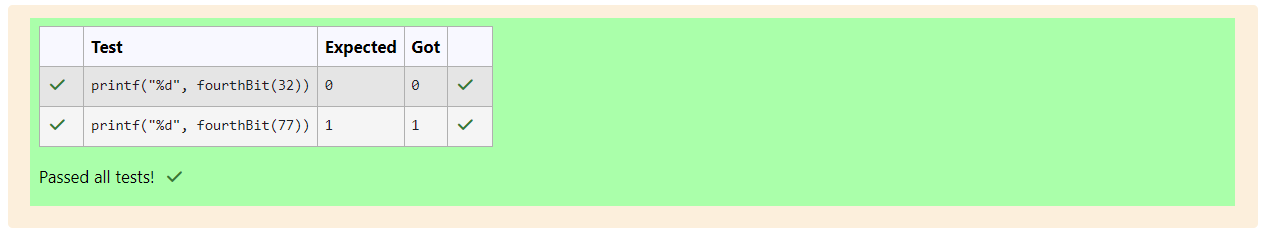 Test Expected Got
printf("%d", fourthBit(32)) 0 0
printf("%d", fourthBit(77)) 1 1
Passed all tests!